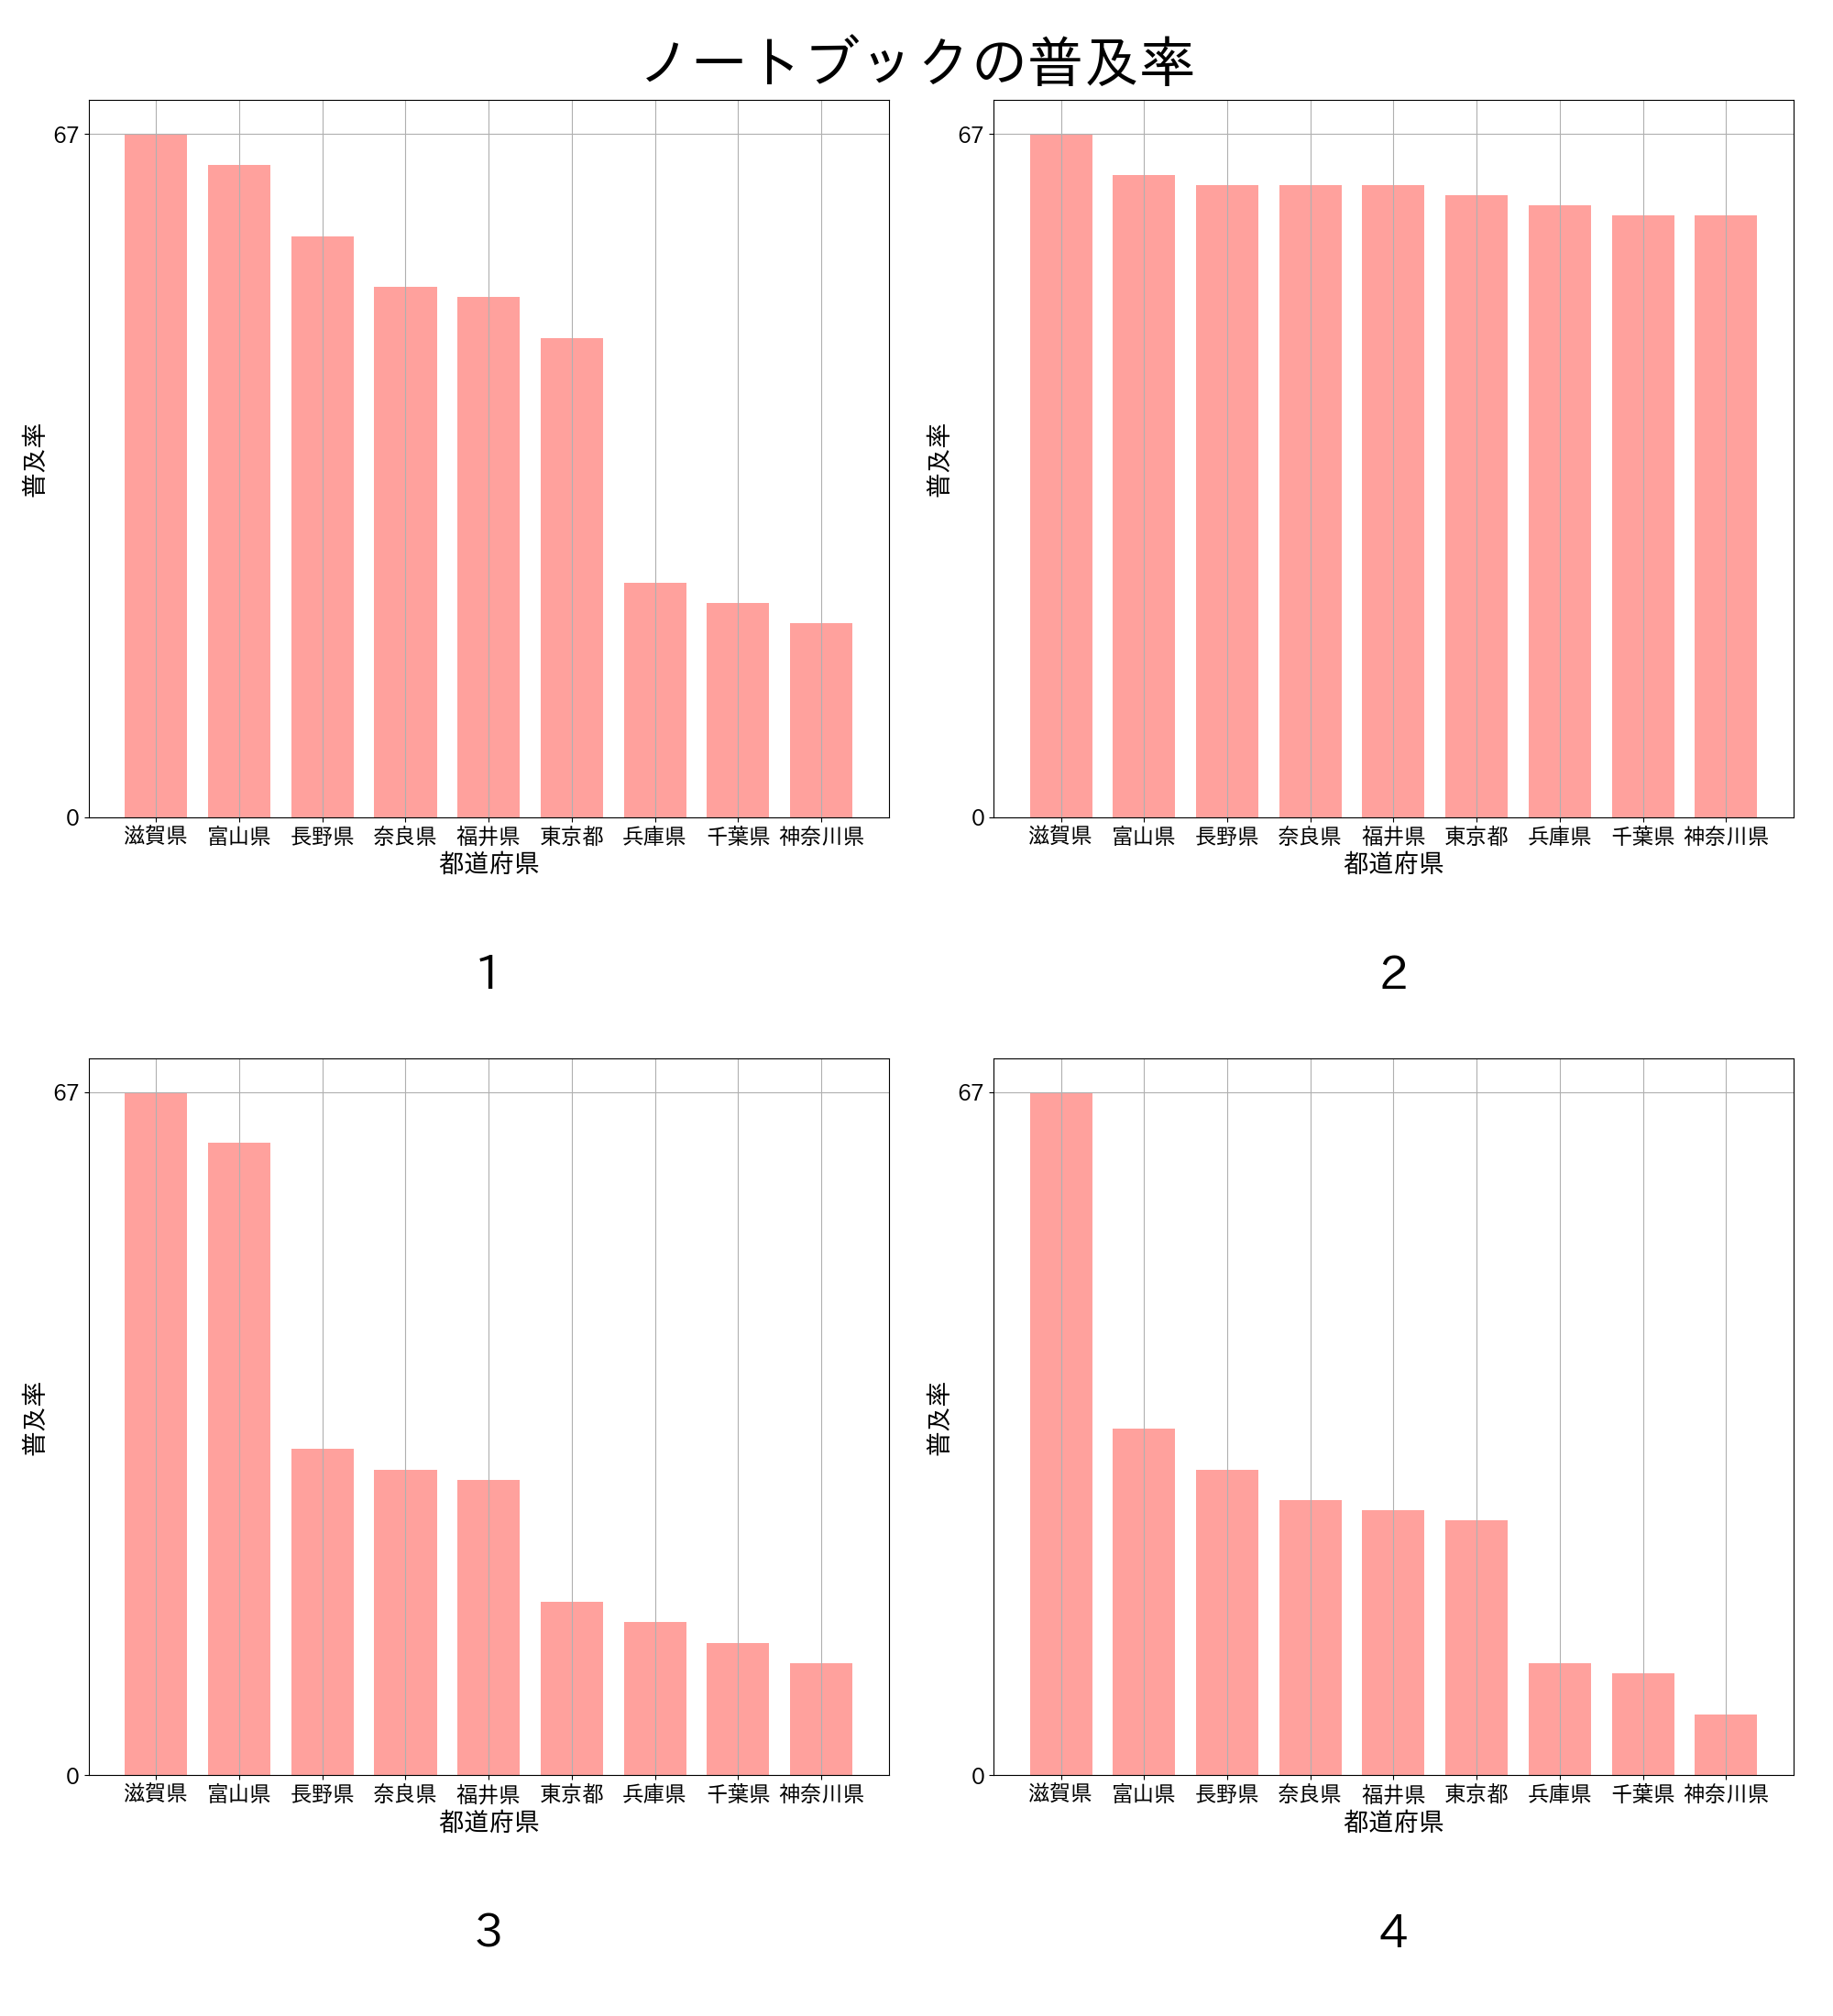 ノートブックの普及率
67
0
普及率
滋賀県 富山県 長野県 奈良県 福井県 東京都 兵庫県 千葉県 神奈川県
都道府県
1
67
0
普及率
滋賀県 富山県 長野県 奈良県 福井県 東京都 兵庫県 千葉県 神奈川県
都道府県
2
67
0
普及率
滋賀県 富山県 長野県 奈良県 福井県 東京都 兵庫県 千葉県 神奈川県
都道府県
3
67
0
普及率
滋賀県 富山県 長野県 奈良県 福井県 東京都 兵庫県 千葉県 神奈川県
都道府県
4